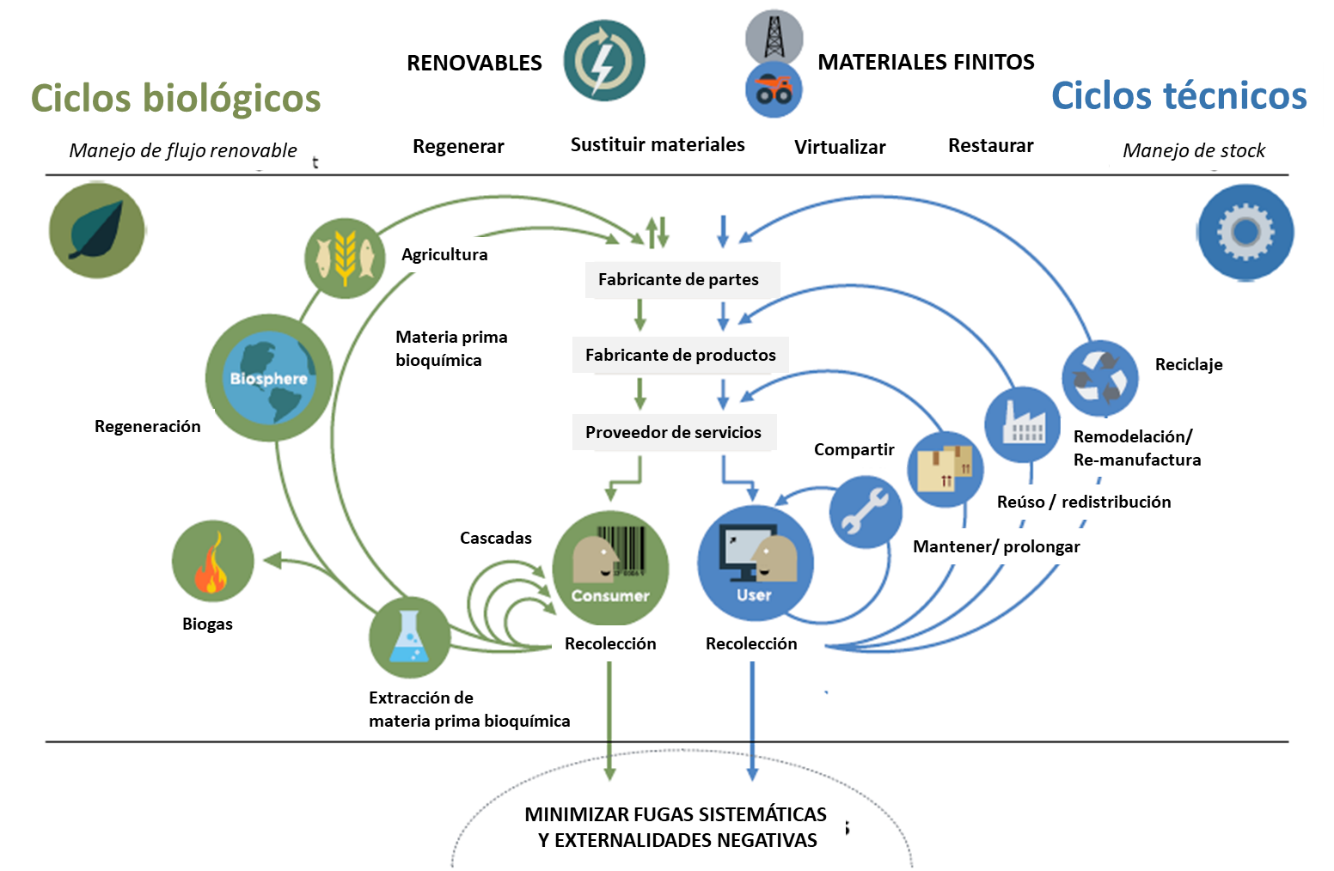 RENOVABLES
MATERIALES FINITOS
Ciclos biológicos
Ciclos técnicos
Manejo de flujo renovable
t
Regenerar
Sustituir materiales
Virtualizar
Restaurar
Manejo de stock
Agricultura
Fabricante de partes
Materia prima
bioquímica
Fabricante de productos
Biosphere
Reciclaje
Regeneración
Proveedor de servicios
Compartir
Remodelación/
Re-manufactura
Reúso / redistribución
Cascadas
Mantener/ prolongar
Consumer
User
Biogas
Recolección
Recolección
Extracción de
materia prima bioquímica
MINIMIZAR FUGAS SISTEMÁTICAS
Y EXTERNALIDADES NEGATIVAS